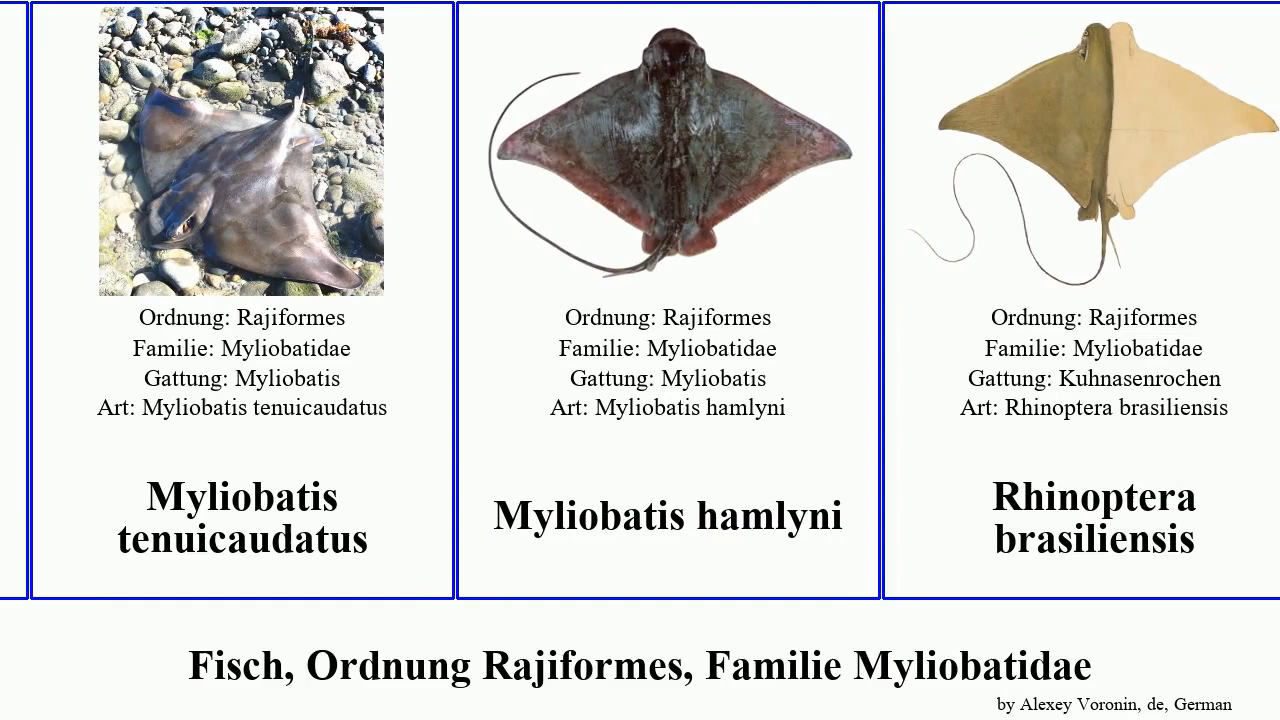 Ordnung: Rajiformes
Familie: Myliobatidae
Gattung: Myliobatis
Art: Myliobatis tenuicaudatus
Myliobatis
tenuicaudatus
Ordnung: Rajiformes
Familie: Myliobatidae
Gattung: Myliobatis
Art: Myliobatis hamlyni
Myliobatis hamlyni
Ordnung: Rajiformes
Familie: Myliobatidae
Gattung: Kuhnasenrochen
Art: Rhinoptera brasiliensis
Rhinoptera
brasiliensis
Fisch, Ordnung Rajiformes, Familie Myliobatidae
by Alexey Voronin, de, German